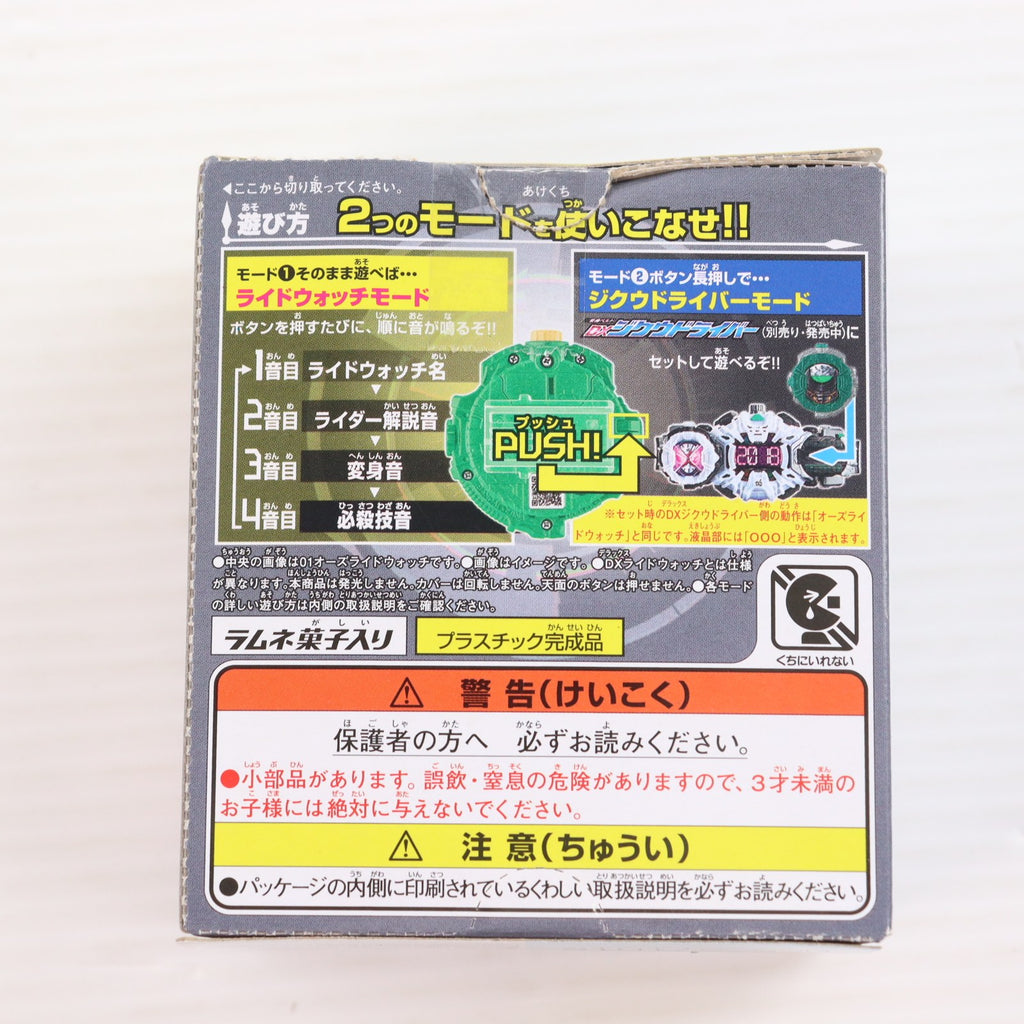 ◀ここから切り取ってください。
あけくち
遊び方 2つのモードを使いこなせ!!
モード❶そのまま遊べば…
ライドウォッチモード
ボタンを押すたびに、順に音が鳴るぞ!!
1音目 ライドウォッチ名
2音目 ライダー解説音
3音目 変身音
4音目 必殺技音
プッシュ
PUSH!
モード❷ボタン長押しで…
ジクウドライバーモード
DXジクウドライバー(別売り・発売中)に
セットして遊べるぞ!!
2019
※セット時のDXジクウドライバー側の動作は「オーズライ
ドウォッチ」と同じです。液晶部には「OOO」と表示されます。
●中央の画像は01オーズライドウォッチです。●画像はイメージです。●DXライドウォッチとは仕様
が異なります。本商品は発光しません。カバーは回転しません。天面のボタンは押せません。●各モード
の詳しい遊び方は内側の取扱説明をご確認ください。
ラムネ菓子入り
プラスチック完成品
くちにいれない
⚠ 警告(けいこく)
保護者の方へ 必ずお読みください。
●小部品があります。誤飲・窒息の危険がありますので、3才未満の
お子様には絶対に与えないでください。
⚠ 注意(ちゅうい)
●パッケージの内側に印刷されているくわしい取扱説明を必ずお読みください。